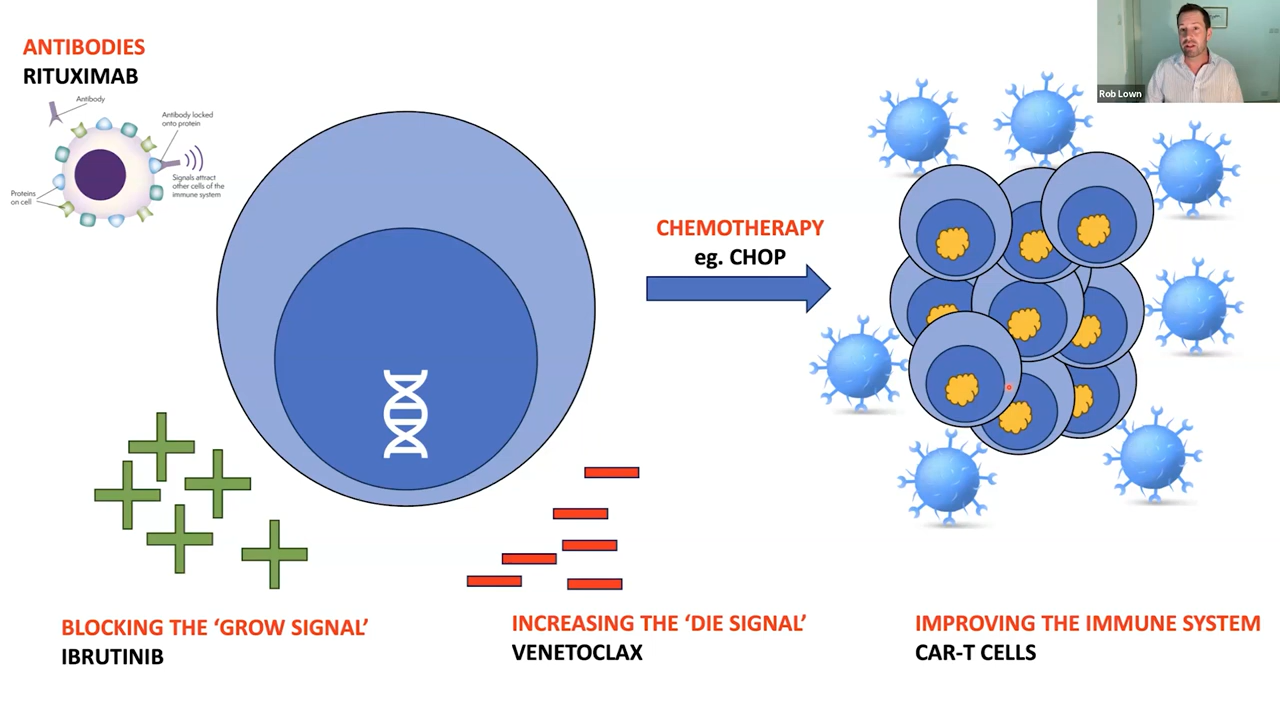 ANTIBODIES
RITUXIMAB
Antibody
Antibody locked
onto protein
Signals attract
other cells of the
immune system
Proteins
on cell
CHEMOTHERAPY
eg. CHOP
Rob Lown
BLOCKING THE ‘GROW SIGNAL’
IBRUTINIB
INCREASING THE ‘DIE SIGNAL’
VENETOCLAX
IMPROVING THE IMMUNE SYSTEM
CAR-T CELLS